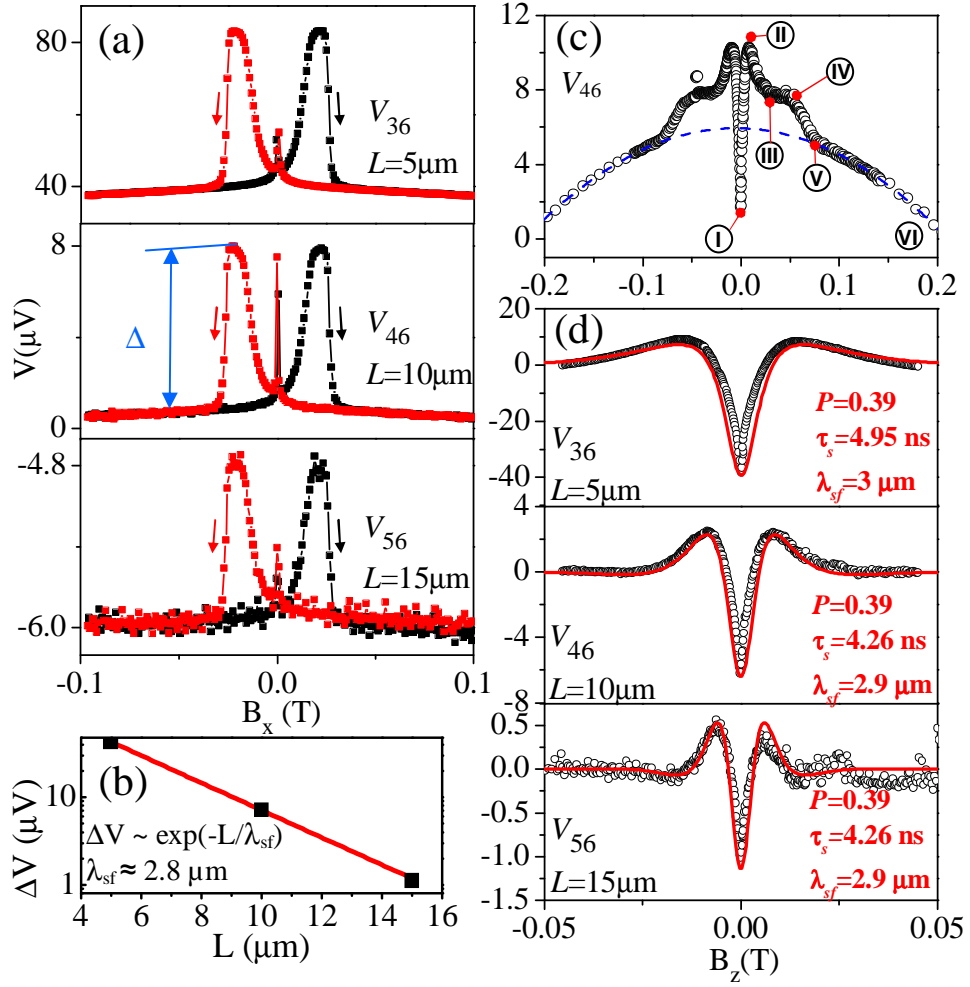 (a)
80
40
V36
L=5μm
8
0
V(μV)
Δ
V46
L=10μm
-4.8
-6.0
V56
L=15μm
-0.1
0.0
0.1
Bx (T)
(b)
10
1
ΔV (μV)
ΔV ~ exp(-L/λsf)
λsf ≈ 2.8 μm
4 6 8 10 12 14 16
L (μm)
(c)
12
8
4
0
V46
I
II
III
IV
V
VI
-0.2 -0.1 0.0 0.1 0.2
(d)
20
0
-20
-40
V36
L=5μm
P=0.39
τs=4.95 ns
λsf=3 μm
4
0
-4
-8
V46
L=10μm
P=0.39
τs=4.26 ns
λsf=2.9 μm
0.5
0.0
-0.5
-1.0
-1.5
V56
L=15μm
P=0.39
τs=4.26 ns
λsf=2.9 μm
-0.05 0.00 0.05
Bz(T)